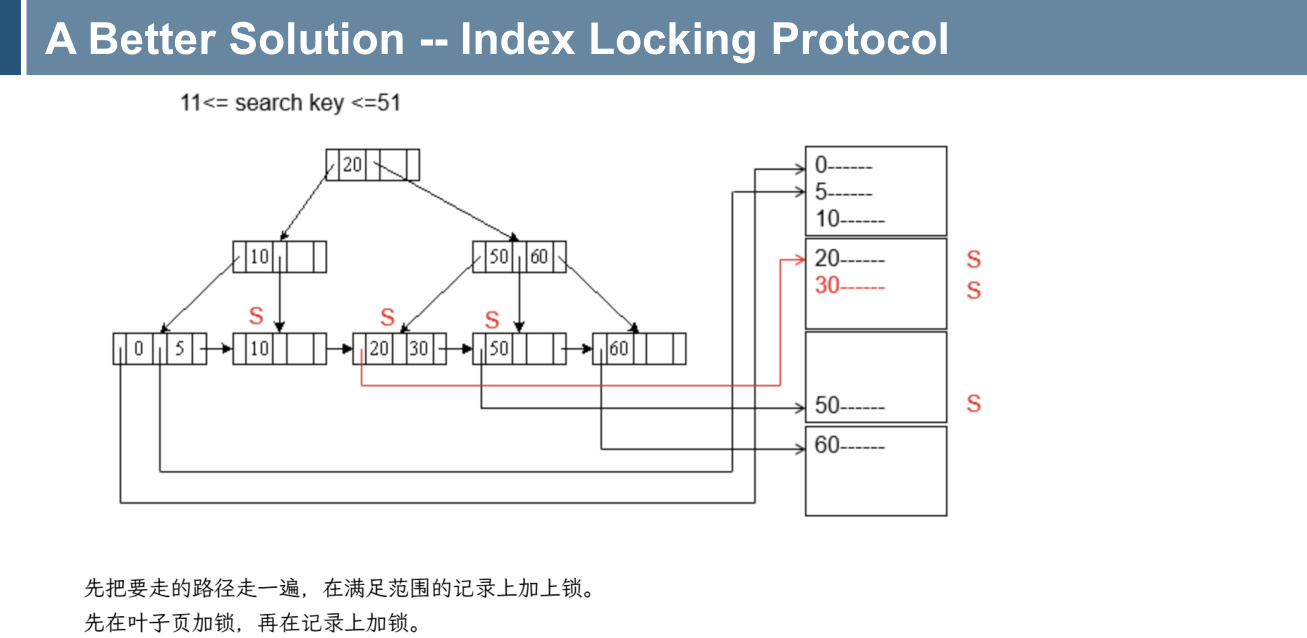 A Better Solution -- Index Locking Protocol
11<= search key <=51
20
10
50 60
S S S
0 5 10 20 30 50 60
0------
5------
10------
20------ S
30------ S
50------ S
60------
先把要走的路径走一遍，在满足范围的记录上加上锁。
先在叶子页加锁，再在记录上加锁。